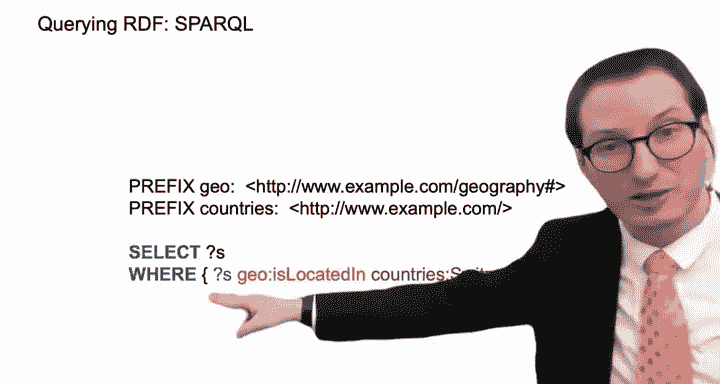 Querying RDF: SPARQL
PREFIX geo: <http://www.example.com/geography#>
PREFIX countries: <http://www.example.com/>
SELECT ?s
WHERE { ?s geo:isLocatedIn